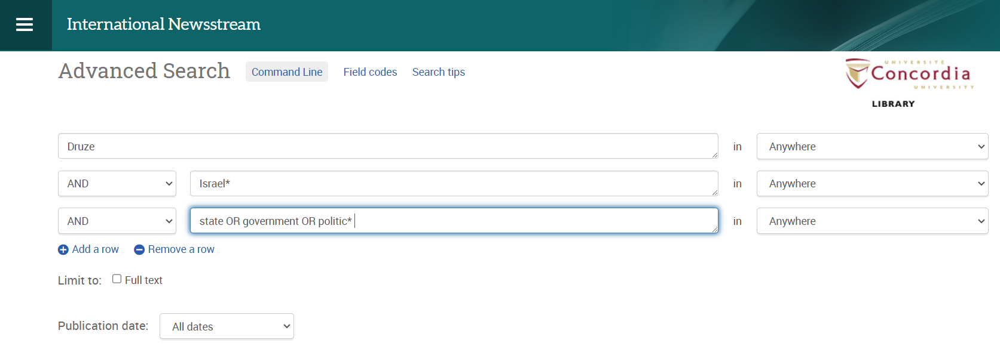 International Newsstream
Advanced Search Command Line Field codes Search tips
UNIVERSITÉ
Concordia
UNIVERSITY
LIBRARY
Druze in Anywhere
AND Israel* in Anywhere
AND state OR government OR politic* in Anywhere
Add a row Remove a row
Limit to: Full text
Publication date: All dates